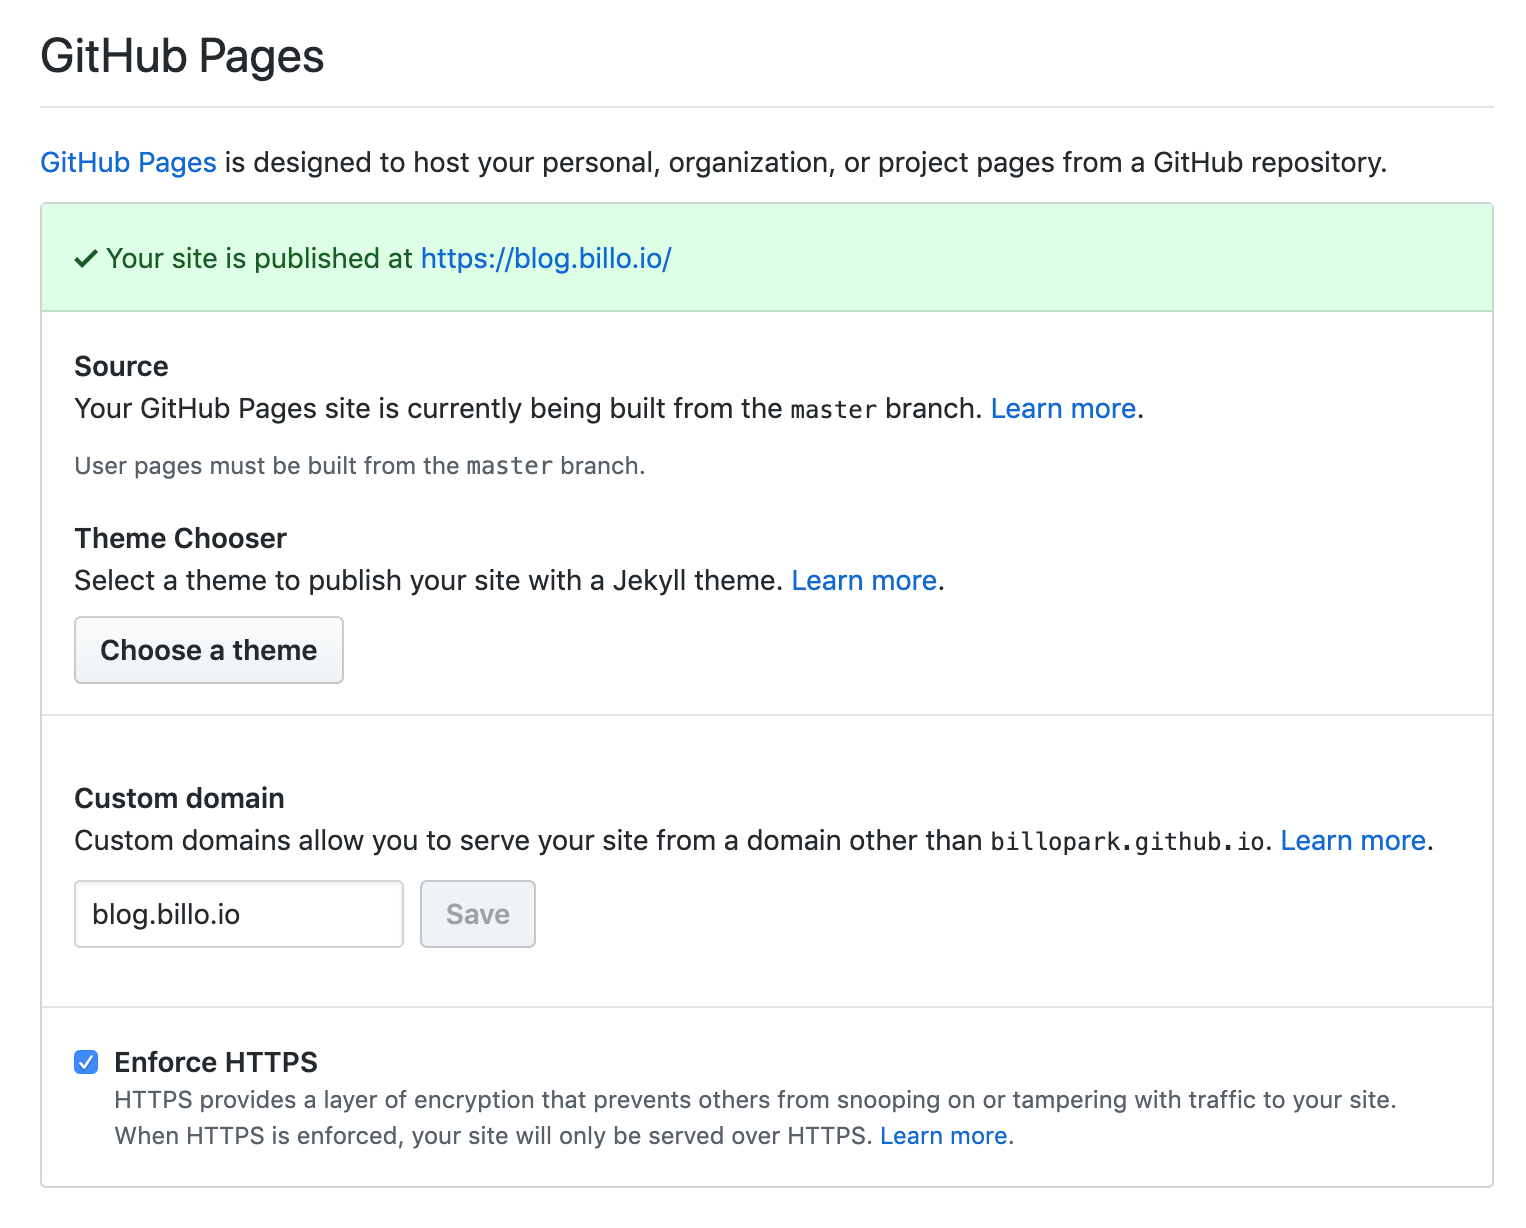 GitHub Pages
GitHub Pages is designed to host your personal, organization, or project pages from a GitHub repository.
Your site is published at https://blog.billo.io/
Source
Your GitHub Pages site is currently being built from the master branch. Learn more.
User pages must be built from the master branch.
Theme Chooser
Select a theme to publish your site with a Jekyll theme. Learn more.
Choose a theme
Custom domain
Custom domains allow you to serve your site from a domain other than billopark.github.io. Learn more.
blog.billo.io Save
Enforce HTTPS
HTTPS provides a layer of encryption that prevents others from snooping on or tampering with traffic to your site.
When HTTPS is enforced, your site will only be served over HTTPS. Learn more.